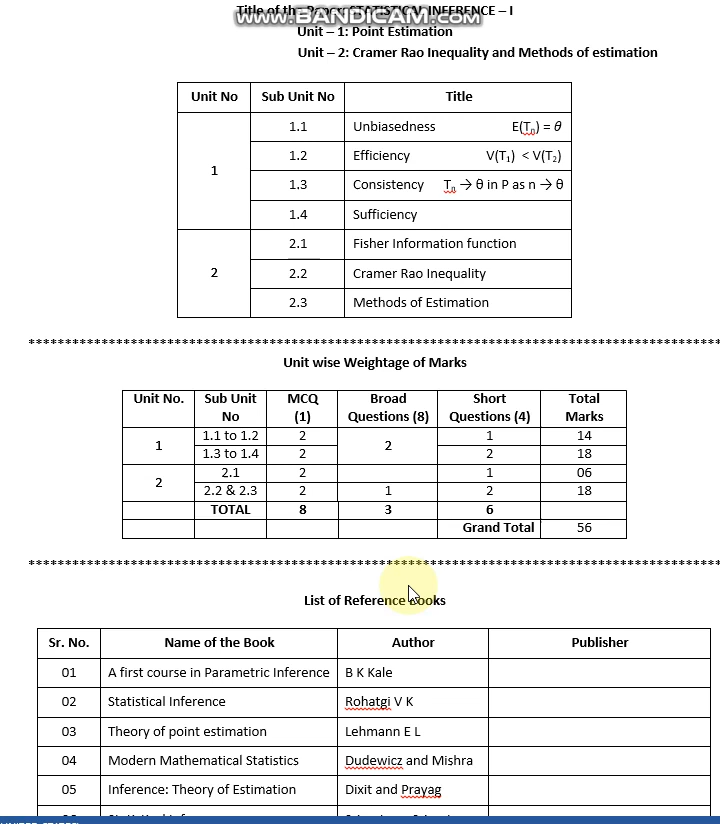 Title of the Paper: STATISTICAL INFERENCE – I
www.BANDICAM.com
Unit – 1: Point Estimation
Unit – 2: Cramer Rao Inequality and Methods of estimation
Unit No Sub Unit No Title
1.1 Unbiasedness E(Tₙ) = θ
1.2 Efficiency V(T₁) < V(T₂)
1
1.3 Consistency Tₙ → θ in P as n → θ
1.4 Sufficiency
2.1 Fisher Information function
2 2.2 Cramer Rao Inequality
2.3 Methods of Estimation
Unit wise Weightage of Marks
Unit No. Sub Unit MCQ Broad Short Total
No (1) Questions (8) Questions (4) Marks
1.1 to 1.2 2 1 14
1 2
1.3 to 1.4 2 2 18
2.1 2 1 06
2
2.2 & 2.3 2 1 2 18
TOTAL 8 3 6
Grand Total 56
List of Reference Books
Sr. No. Name of the Book Author Publisher
01 A first course in Parametric Inference B K Kale
02 Statistical Inference Rohatgi V K
03 Theory of point estimation Lehmann E L
04 Modern Mathematical Statistics Dudewicz and Mishra
05 Inference: Theory of Estimation Dixit and Prayag